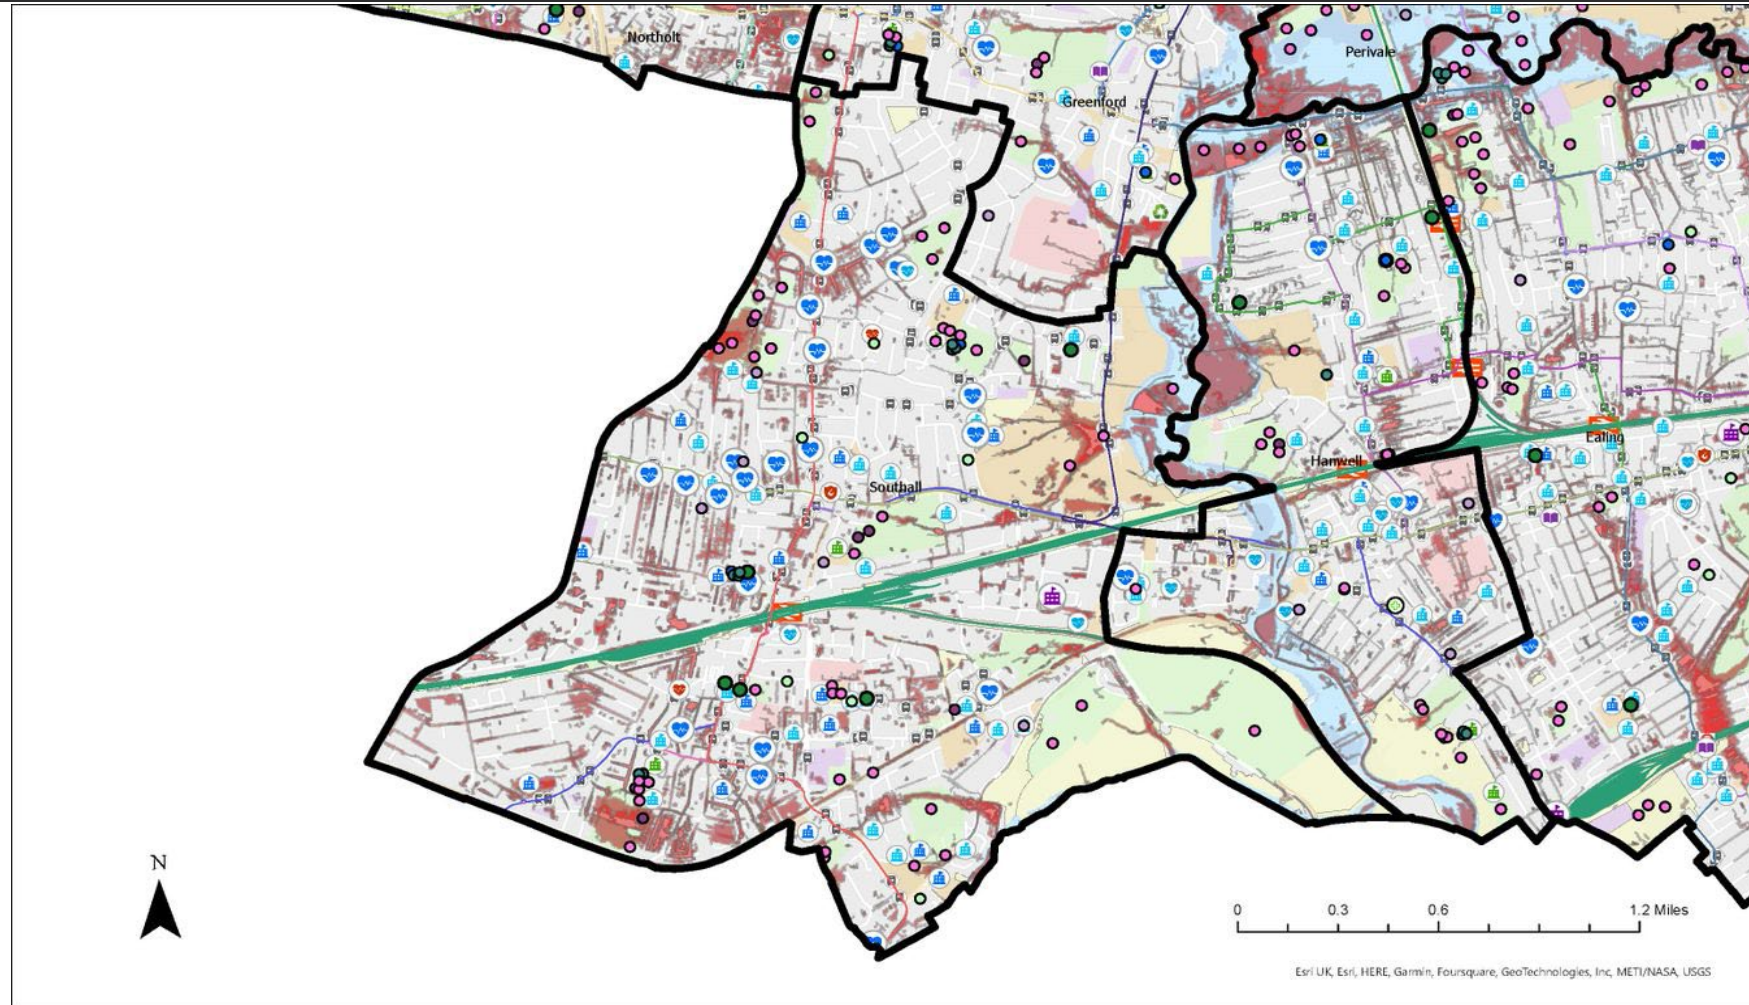 Northolt
Perivale
Greenford
Ealing
Hanwell
Southall
N
0 0.3 0.6 1.2 Miles
Esri UK, Esri, HERE, Garmin, Foursquare, GeoTechnologies, Inc, METI/NASA, USGS